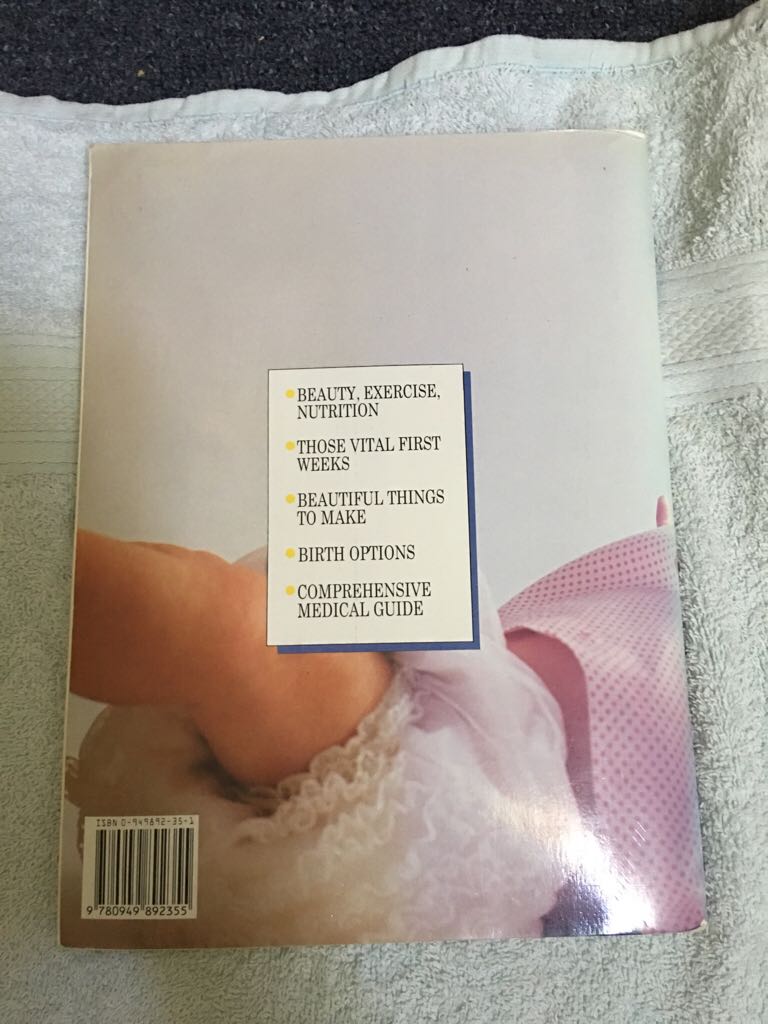 BEAUTY, EXERCISE,
NUTRITION
THOSE VITAL FIRST
WEEKS
BEAUTIFUL THINGS
TO MAKE
BIRTH OPTIONS
COMPREHENSIVE
MEDICAL GUIDE
ISBN 0-949892-35-1
9 780949 892355